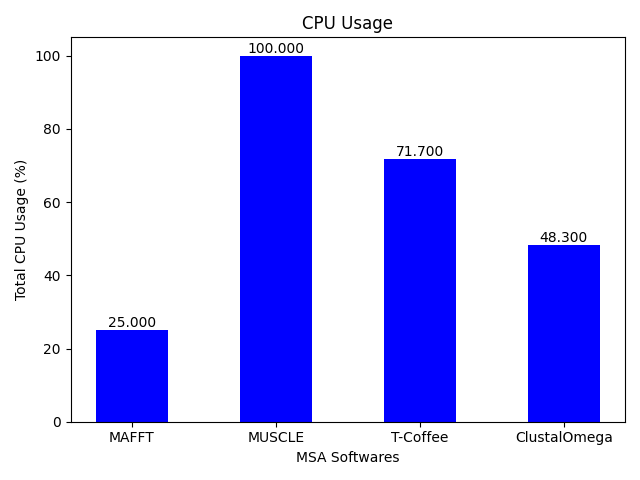 CPU Usage
100.000
71.700
48.300
25.000
100
80
60
40
20
0
Total CPU Usage (%)
MAFFT MUSCLE T-Coffee ClustalOmega
MSA Softwares